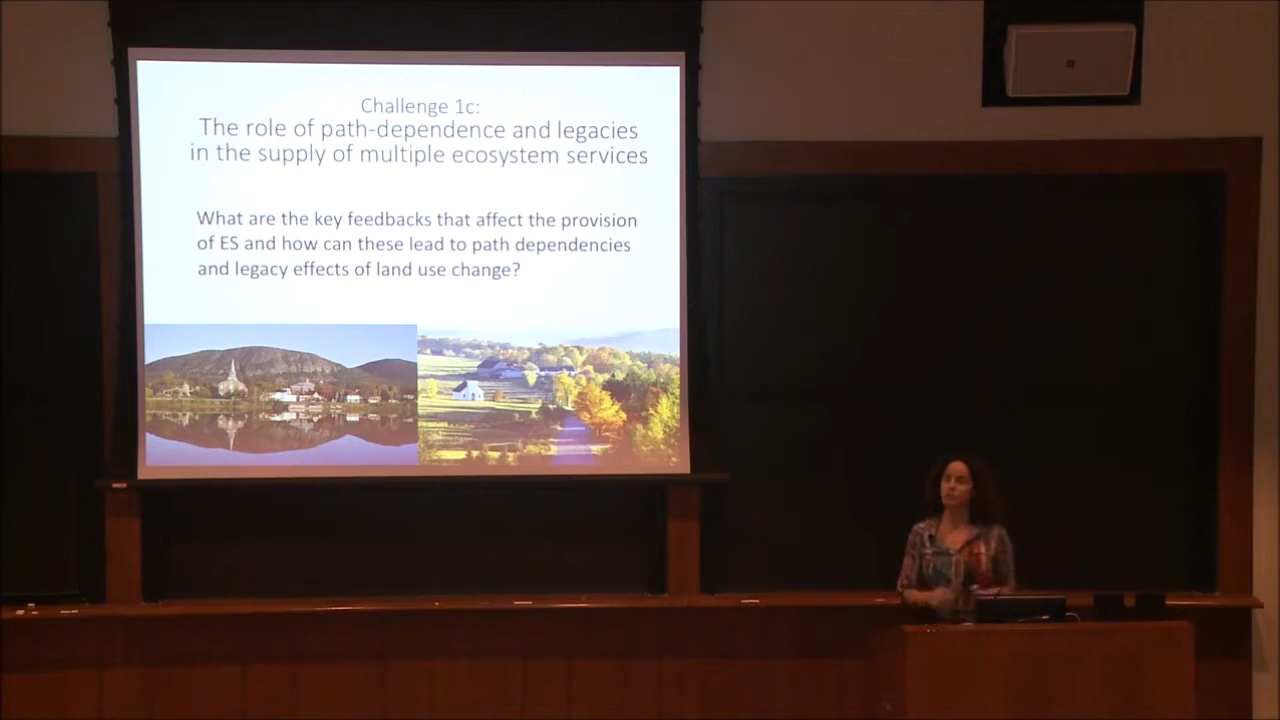 Challenge 1c:
The role of path-dependence and legacies
in the supply of multiple ecosystem services
What are the key feedbacks that affect the provision
of ES and how can these lead to path dependencies
and legacy effects of land use change?